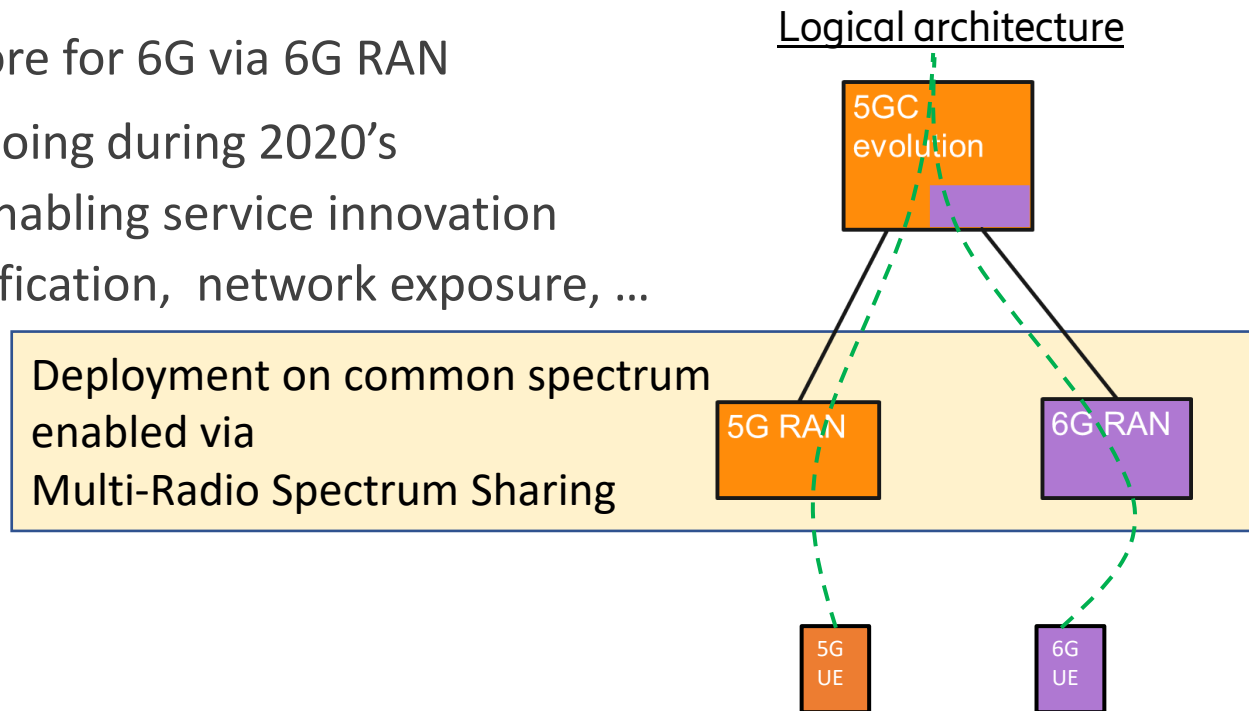 ore for 6G via 6G RAN
oing during 2020’s
nabling service innovation
ification, network exposure, …
Deployment on common spectrum
enabled via
Multi-Radio Spectrum Sharing
Logical architecture
5GC
evolution
5G RAN
6G RAN
5G
UE
6G
UE